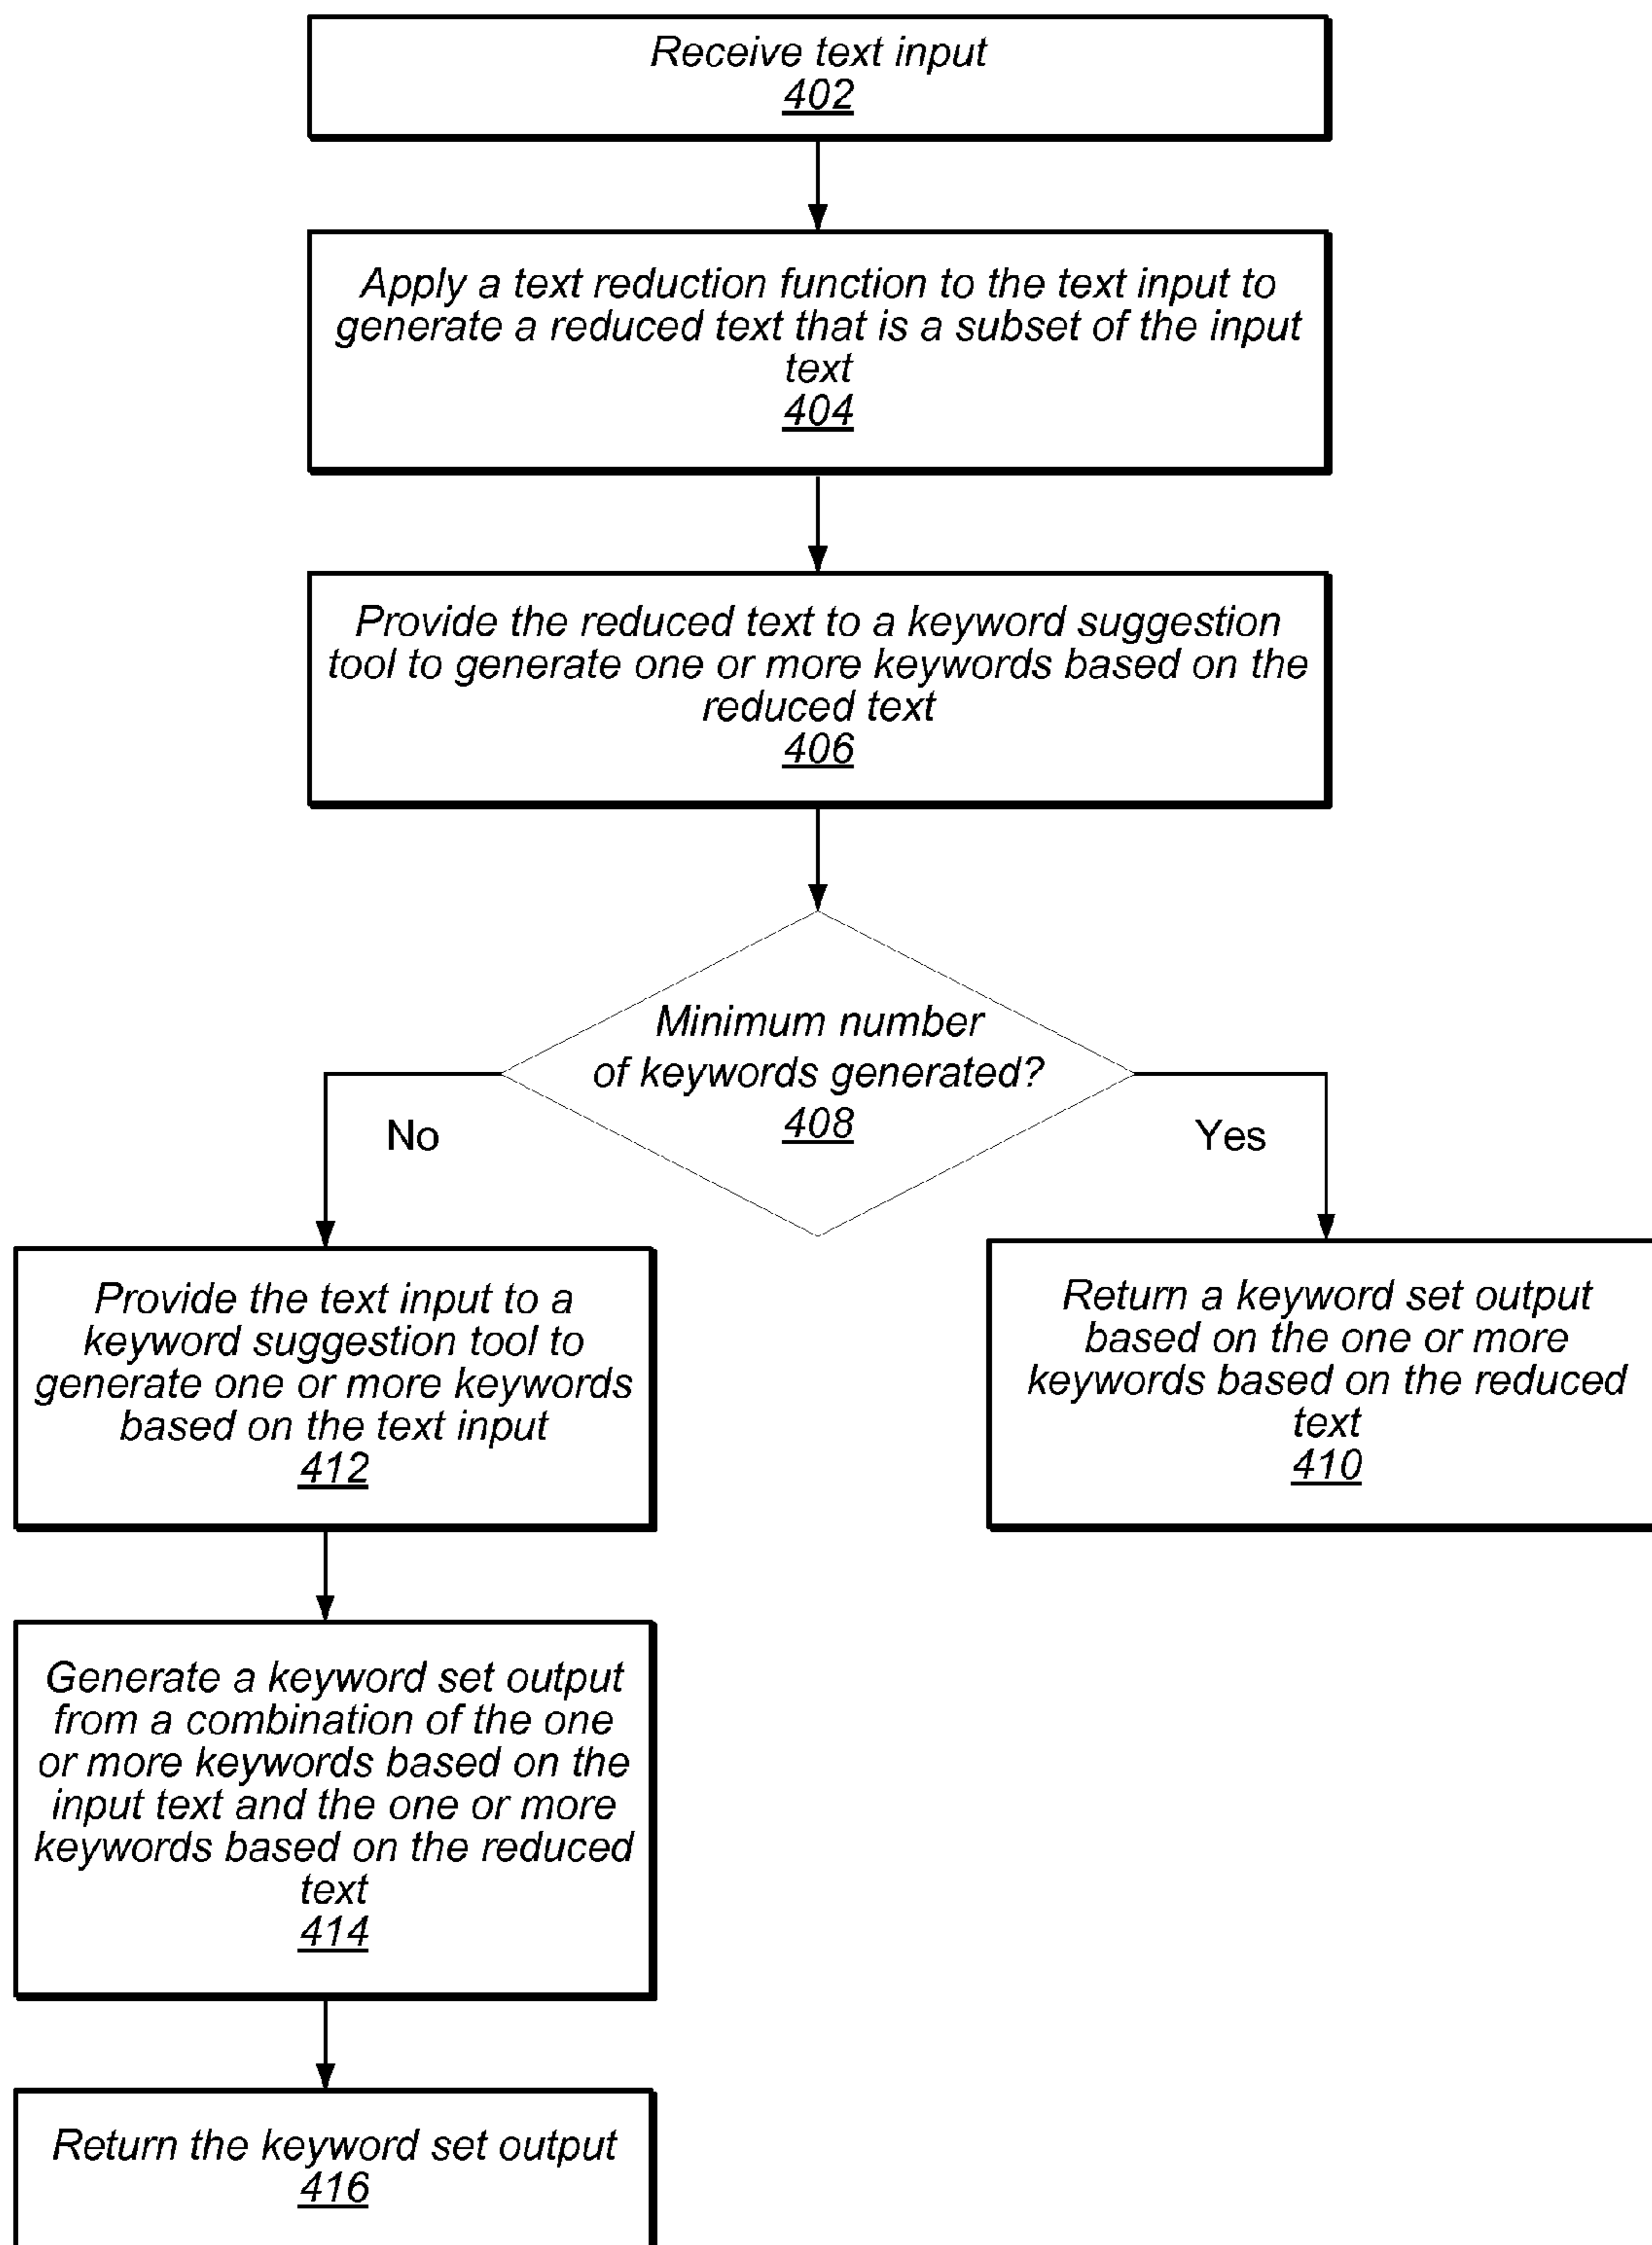 Receive text input
402
Apply a text reduction function to the text input to
generate a reduced text that is a subset of the input
text
404
Provide the reduced text to a keyword suggestion
tool to generate one or more keywords based on the
reduced text
406
Minimum number
of keywords generated?
408
No
Yes
Provide the text input to a
keyword suggestion tool to
generate one or more keywords
based on the text input
412
Return a keyword set output
based on the one or more
keywords based on the reduced
text
410
Generate a keyword set output
from a combination of the one
or more keywords based on the
input text and the one or more
keywords based on the reduced
text
414
Return the keyword set output
416